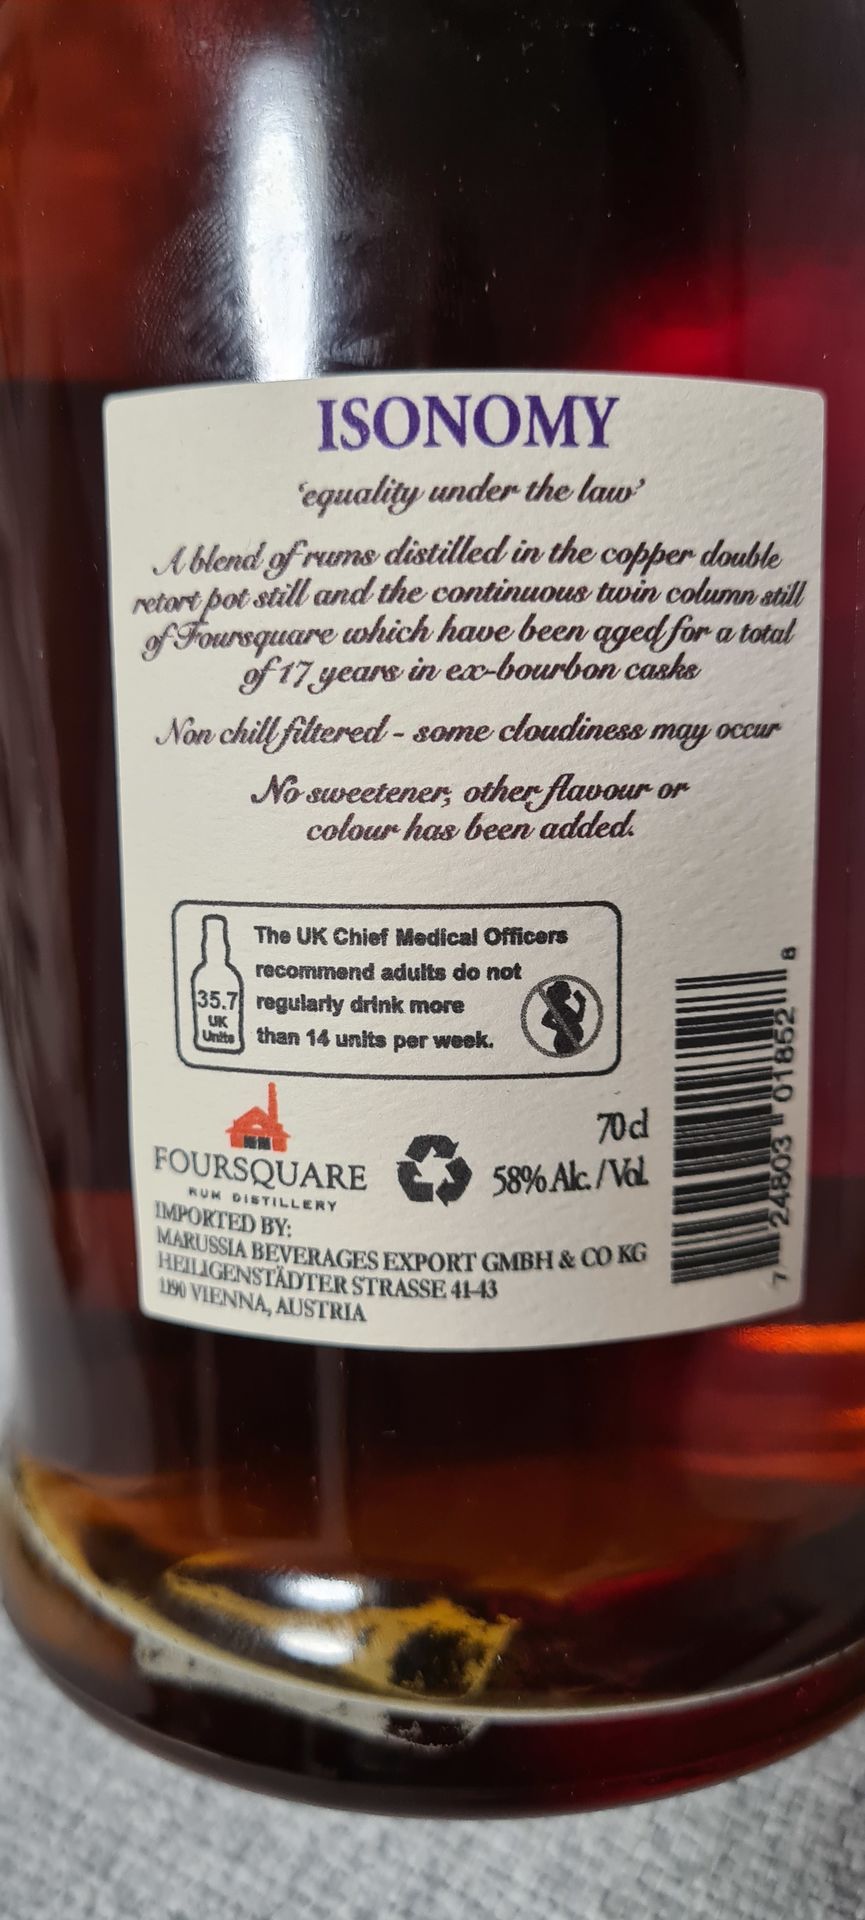 ISONOMY
'equality under the law'
A blend of rums distilled in the copper double
retort pot still and the continuous twin column still
of Foursquare which have been aged for a total
of 17 years in ex-bourbon casks
Non chill filtered - some cloudiness may occur
No sweetener, other flavour or
colour has been added.
The UK Chief Medical Officers
recommend adults do not
regularly drink more
than 14 units per week.
35.7
UK
Units
FOURSQUARE
RUM DISTILLERY
70cl
58% Alc. / Vol.
IMPORTED BY:
MARUSSIA BEVERAGES EXPORT GMBH & CO KG
HEILIGENSTÄDTER STRASSE 41-43
1190 VIENNA, AUSTRIA
7 24803 01852 8